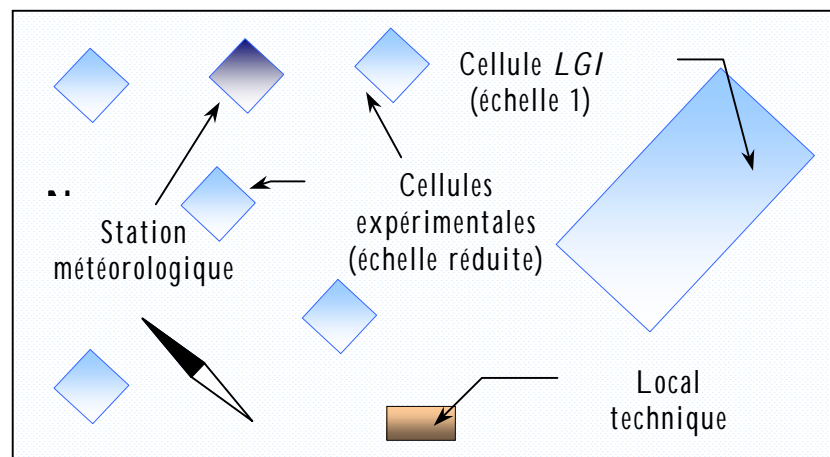 Cellule LGI
(échelle 1)
Cellules
expérimentales
(échelle réduite)
Station
météorologique
Local
technique